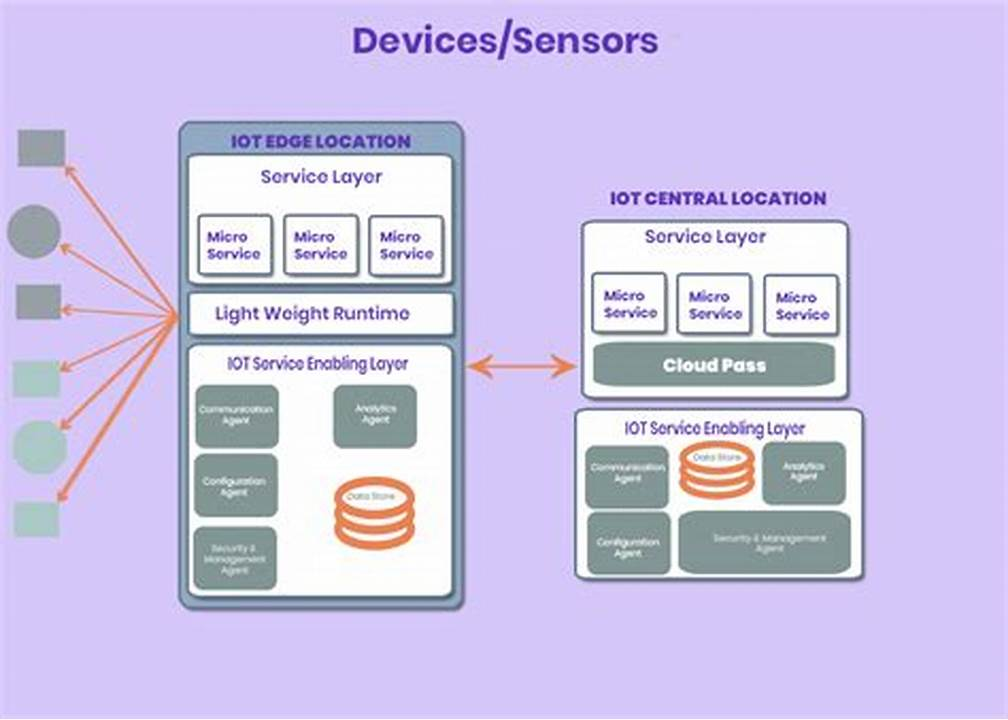 Devices/Sensors
IOT EDGE LOCATION
Service Layer
Micro
Service
Micro
Service
Micro
Service
Light Weight Runtime
IOT Service Enabling Layer
Communication
Agent
Analytics
Agent
Configuration
Agent
Data Store
Security &
Management
Agent
IOT CENTRAL LOCATION
Service Layer
Micro
Service
Micro
Service
Micro
Service
Cloud Pass
IOT Service Enabling Layer
Communication
Agent
Data Store
Analytics
Agent
Configuration
Agent
Security & Management
Agent